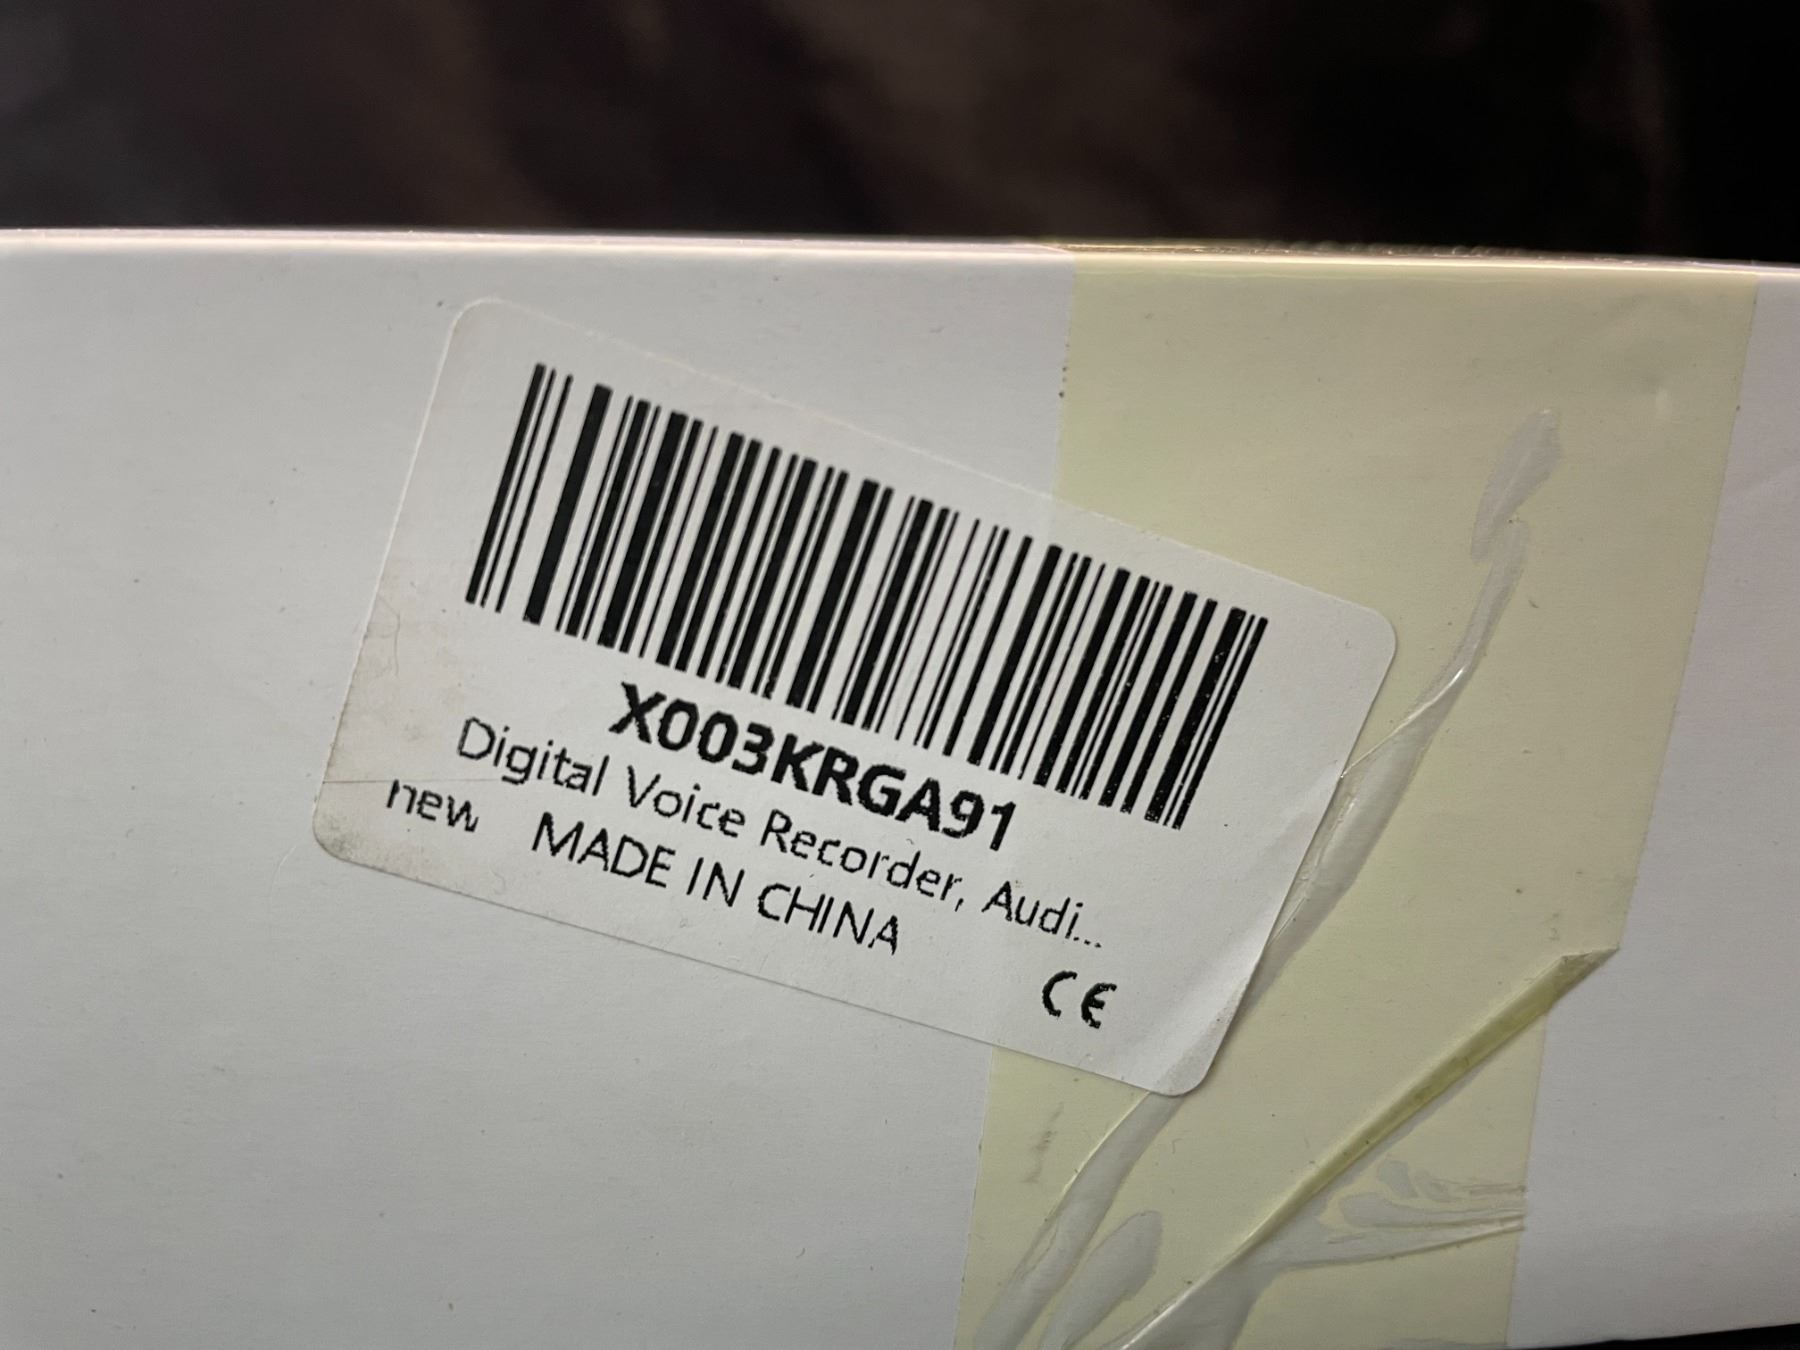 X003KRGA91
Digital Voice Recorder, Audi...
new MADE IN CHINA
CE